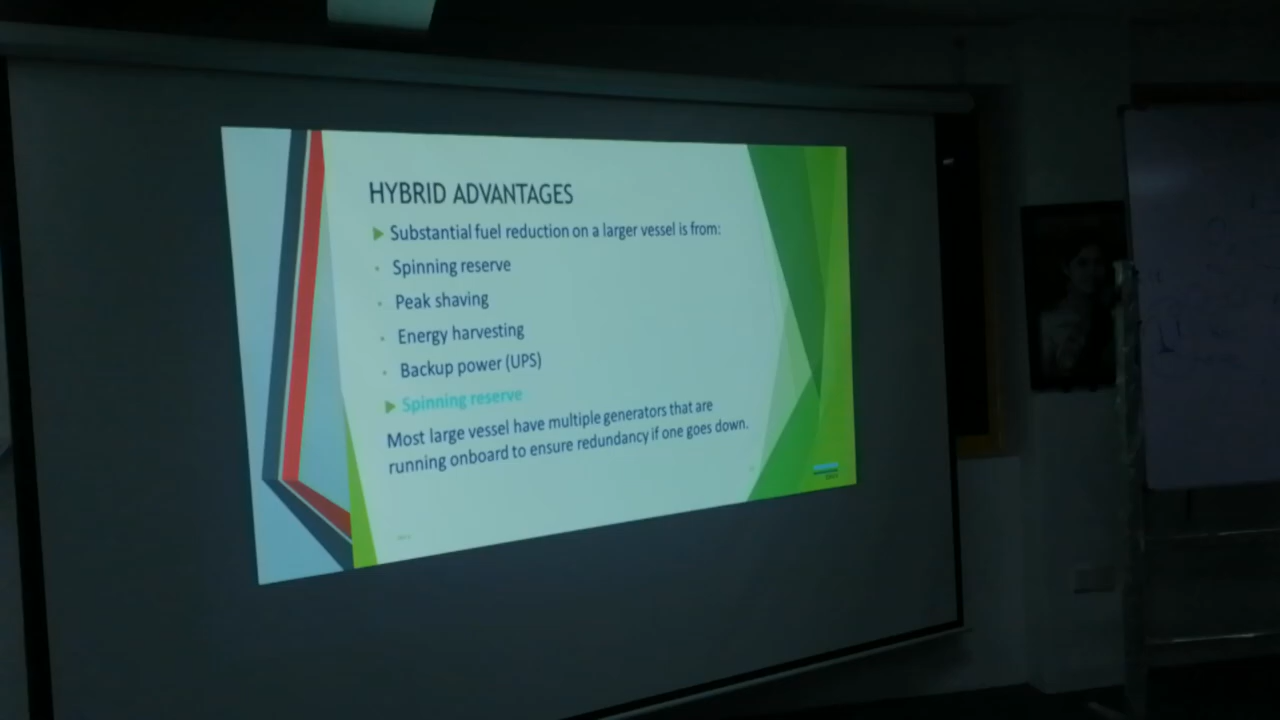 HYBRID ADVANTAGES
Substantial fuel reduction on a larger vessel is from:
Spinning reserve
Peak shaving
Energy harvesting
Backup power (UPS)
Spinning reserve
Most large vessel have multiple generators that are
running onboard to ensure redundancy if one goes down.